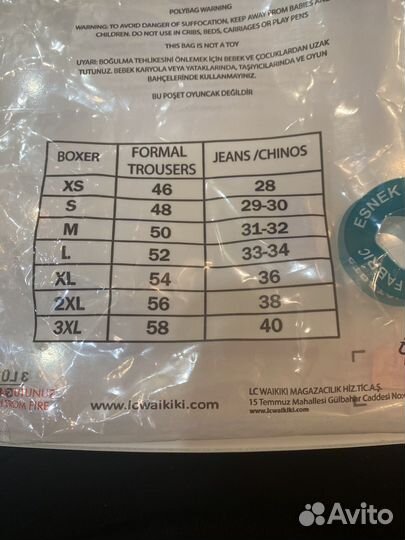 POLYBAG WARNING
TO AVOID DANGER OF SUFFOCATION, KEEP AWAY FROM BABIES AND
CHILDREN. DO NOT USE IN CRIBS, BEDS, CARRIAGES OR PLAY PENS
THIS BAG IS NOT A TOY
UYARI: BOĞULMA TEHLİKESİNİ ÖNLEMEK İÇİN BEBEK VE ÇOCUKLARDAN UZAK
TUTUNUZ. BEBEK KARYOLA VEYA YATAKLARINDA, TAŞIYICILARINDA VE OYUN
BAHÇELERİNDE KULLANMAYINIZ.
BU POŞET OYUNCAK DEĞİLDİR
BOXER FORMAL TROUSERS JEANS /CHINOS
XS 46 28
S 48 29-30
M 50 31-32
L 52 33-34
XL 54 36
2XL 56 38
3XL 58 40
ESNEK
FABRIC
FROM FIRE
www.lcwaikiki.com
LC WAIKIKI MAGAZACILIK HİZ.TİC.A.Ş.
15 Temmuz Mahallesi Gülbahar Caddesi No
www.lcwaikiki.com
Avito